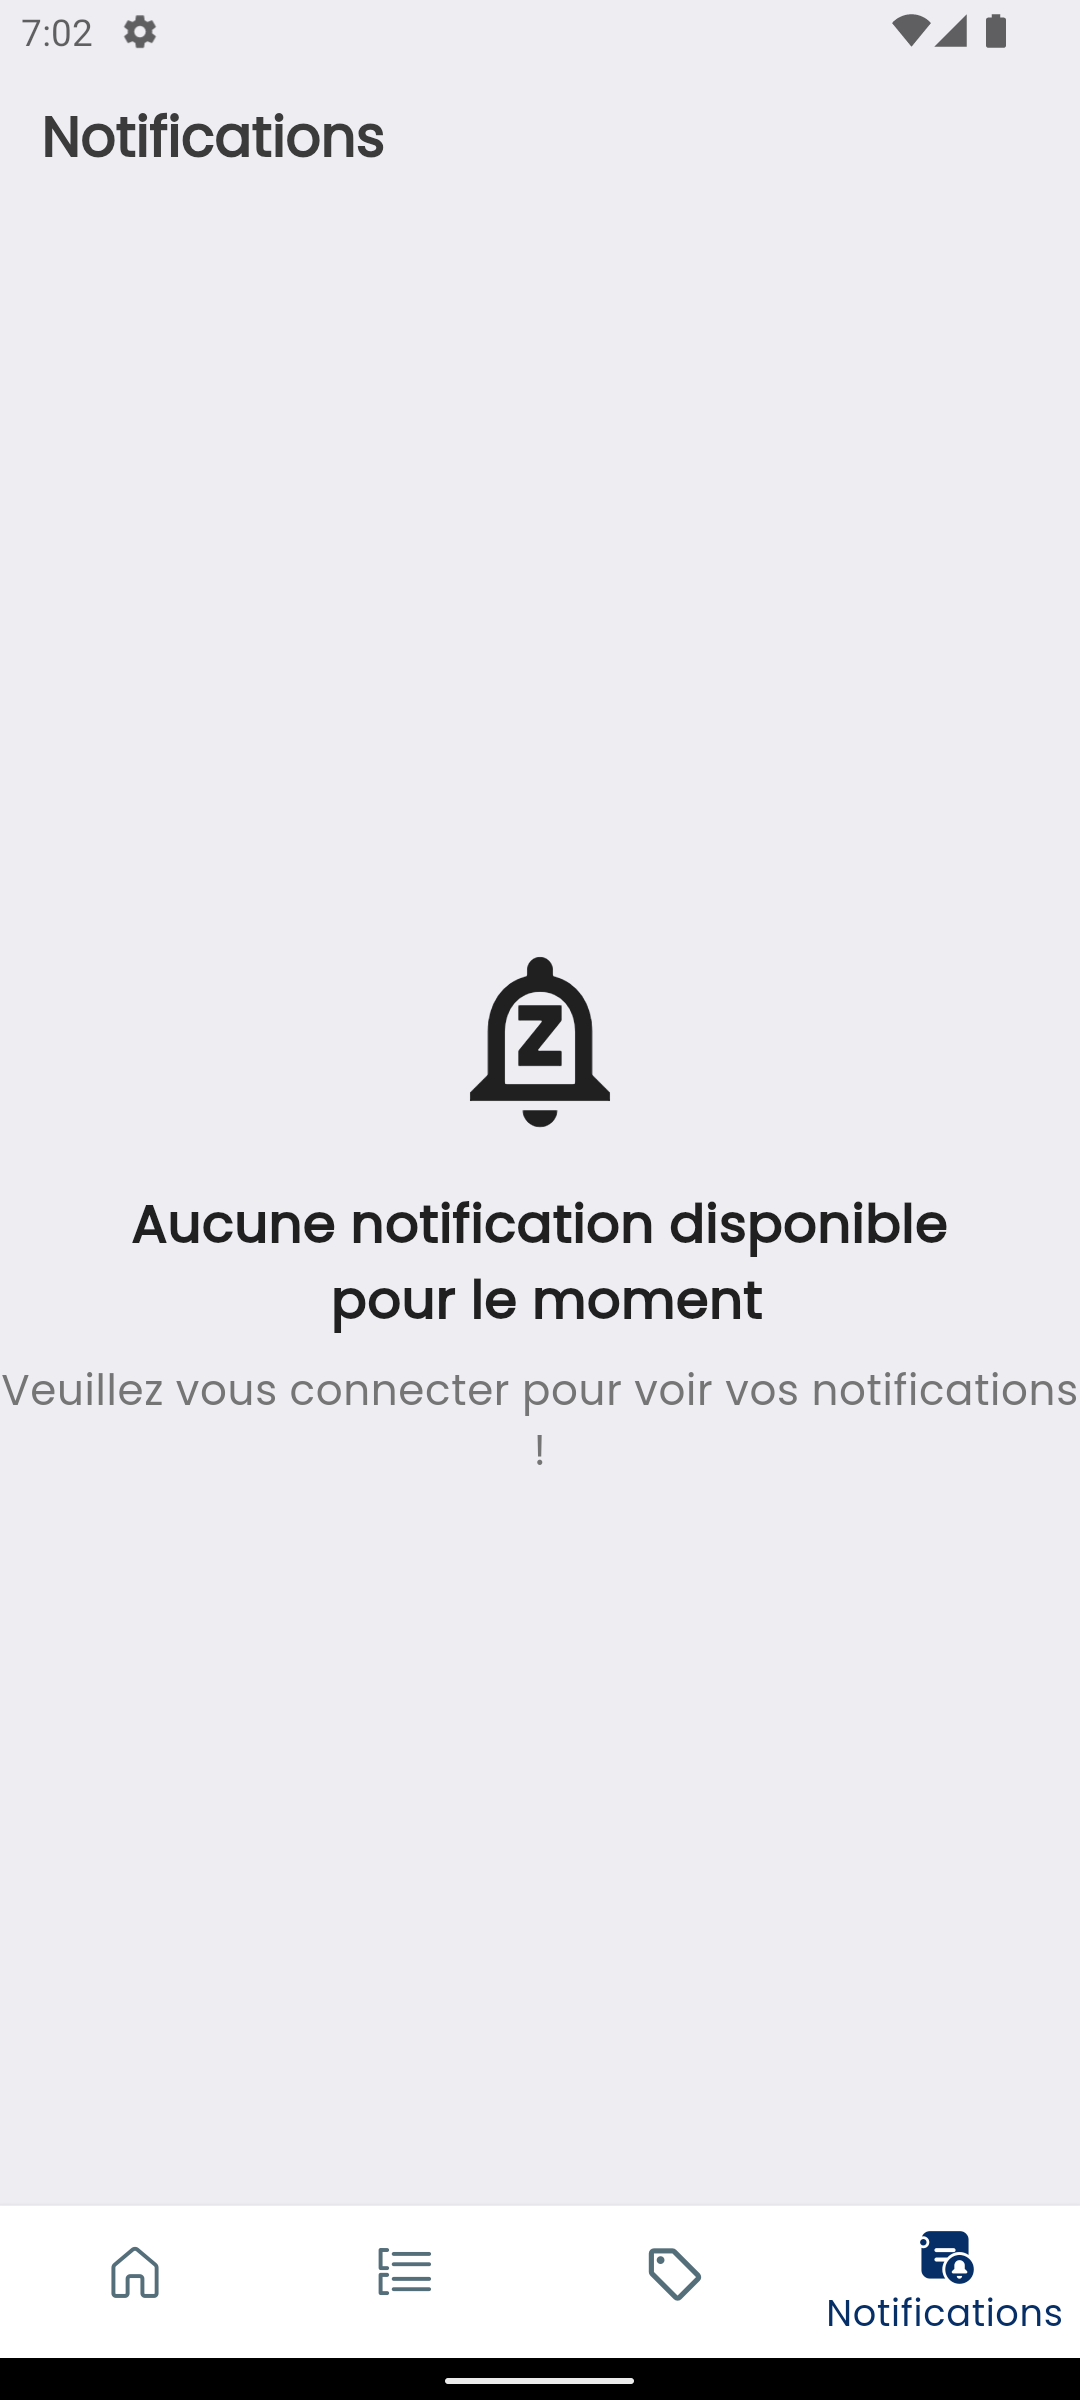 7:02
Notifications
Z
Aucune notification disponible
pour le moment
Veuillez vous connecter pour voir vos notifications
!
Notifications